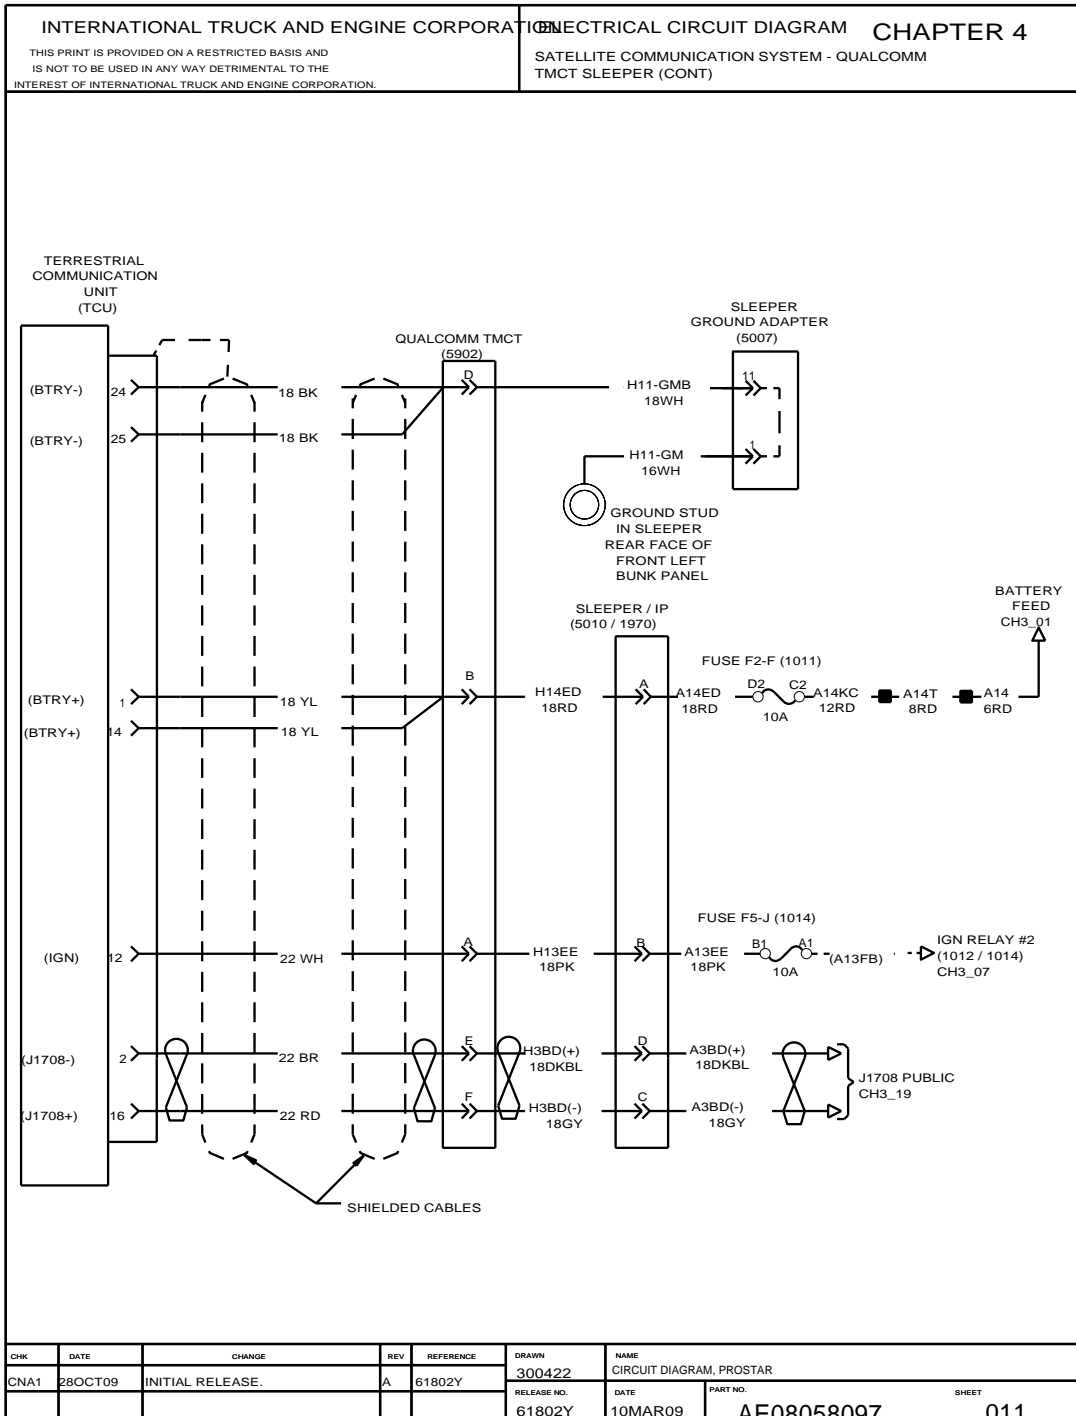 INTERNATIONAL TRUCK AND ENGINE CORPORATION
THIS PRINT IS PROVIDED ON A RESTRICTED BASIS AND
IS NOT TO BE USED IN ANY WAY DETRIMENTAL TO THE
INTEREST OF INTERNATIONAL TRUCK AND ENGINE CORPORATION.
ELECTRICAL CIRCUIT DIAGRAM
CHAPTER 4
SATELLITE COMMUNICATION SYSTEM - QUALCOMM
TMCT SLEEPER (CONT)
TERRESTRIAL
COMMUNICATION
UNIT
(TCU)
QUALCOMM TMCT
(5902)
SLEEPER
GROUND ADAPTER
(5007)
(BTRY-)
24
18 BK
D
H11-GMB
18WH
11
(BTRY-)
25
18 BK
H11-GM
16WH
1
GROUND STUD
IN SLEEPER
REAR FACE OF
FRONT LEFT
BUNK PANEL
SLEEPER / IP
(5010 / 1970)
BATTERY
FEED
CH3_01
FUSE F2-F (1011)
(BTRY+)
1
18 YL
B
H14ED
18RD
A
A14ED
18RD
D2
C2
10A
A14KC
12RD
A14T
8RD
A14
6RD
(BTRY+)
14
18 YL
FUSE F5-J (1014)
(IGN)
12
22 WH
A
H13EE
18PK
B
A13EE
18PK
B1
A1
10A
(A13FB)
IGN RELAY #2
(1012 / 1014)
CH3_07
(J1708-)
2
22 BR
E
H3BD(+)
18DKBL
D
A3BD(+)
18DKBL
J1708 PUBLIC
CH3_19
(J1708+)
16
22 RD
F
H3BD(-)
18GY
C
A3BD(-)
18GY
SHIELDED CABLES
CHK DATE CHANGE REV REFERENCE
CNA1 28OCT09 INITIAL RELEASE. A 61802Y
DRAWN
300422
NAME
CIRCUIT DIAGRAM, PROSTAR
RELEASE NO.
61802Y
DATE
10MAR09
PART NO.
AE08058097
SHEET
011